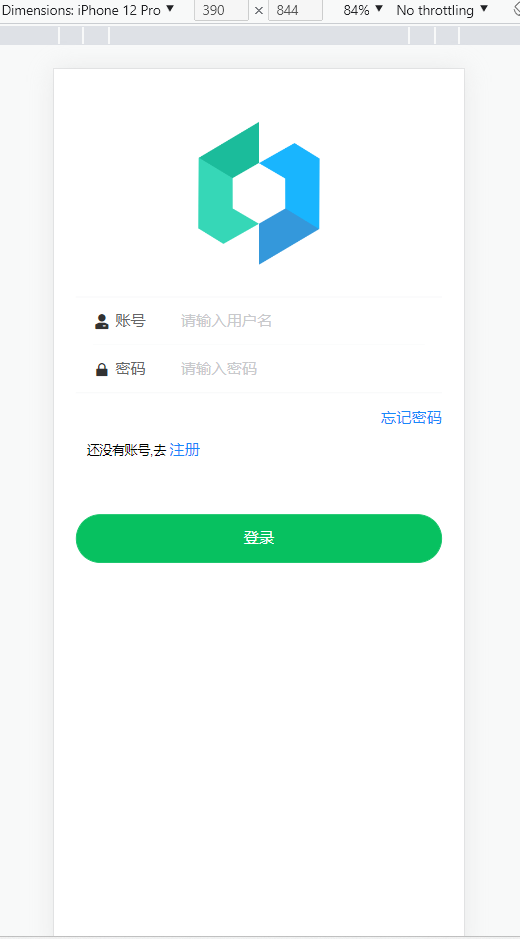 Dimensions: iPhone 12 Pro ▼ 390 × 844 84% ▼ No throttling ▼
账号 请输入用户名
密码 请输入密码
忘记密码
还没有账号,去 注册
登录